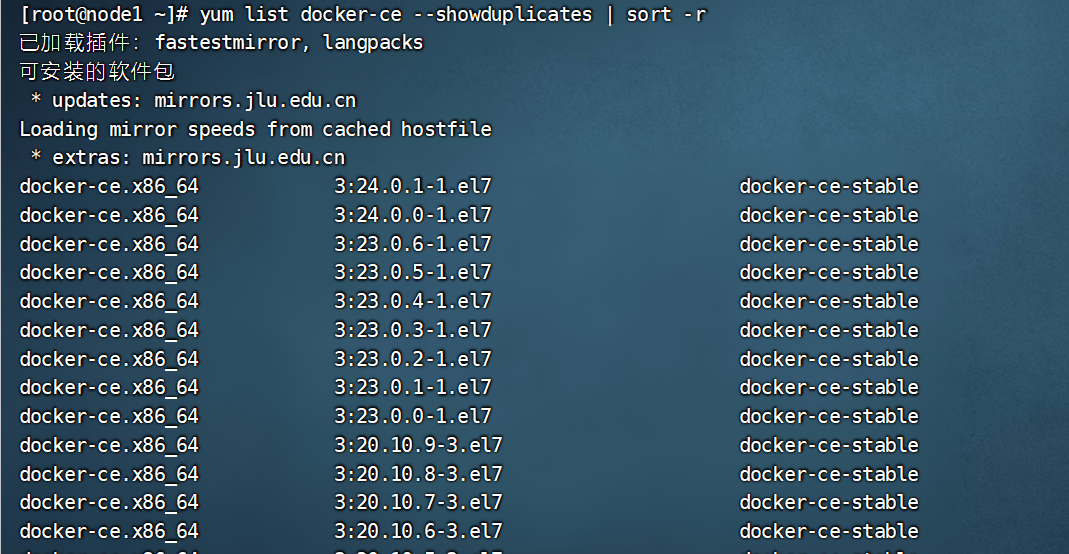 [root@node1 ~]# yum list docker-ce --showduplicates | sort -r
已加载插件：fastestmirror, langpacks
可安装的软件包
 * updates: mirrors.jlu.edu.cn
Loading mirror speeds from cached hostfile
 * extras: mirrors.jlu.edu.cn
docker-ce.x86_64            3:24.0.1-1.el7                      docker-ce-stable
docker-ce.x86_64            3:24.0.0-1.el7                      docker-ce-stable
docker-ce.x86_64            3:23.0.6-1.el7                      docker-ce-stable
docker-ce.x86_64            3:23.0.5-1.el7                      docker-ce-stable
docker-ce.x86_64            3:23.0.4-1.el7                      docker-ce-stable
docker-ce.x86_64            3:23.0.3-1.el7                      docker-ce-stable
docker-ce.x86_64            3:23.0.2-1.el7                      docker-ce-stable
docker-ce.x86_64            3:23.0.1-1.el7                      docker-ce-stable
docker-ce.x86_64            3:23.0.0-1.el7                      docker-ce-stable
docker-ce.x86_64            3:20.10.9-3.el7                     docker-ce-stable
docker-ce.x86_64            3:20.10.8-3.el7                     docker-ce-stable
docker-ce.x86_64            3:20.10.7-3.el7                     docker-ce-stable
docker-ce.x86_64            3:20.10.6-3.el7                     docker-ce-stable